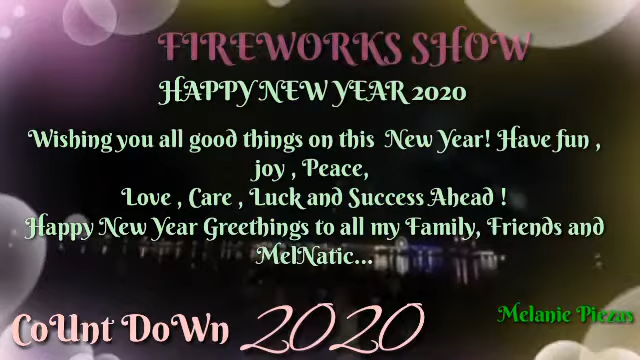 FIREWORKS SHOW
HAPPY NEW YEAR 2020
Wishing you all good things on this New Year! Have fun ,
joy , Peace,
Love , Care , Luck and Success Ahead !
Happy New Year Greethings to all my Family, Friends and
MelNatic...
CoUnt DoWn 2020
Melanie Piezas